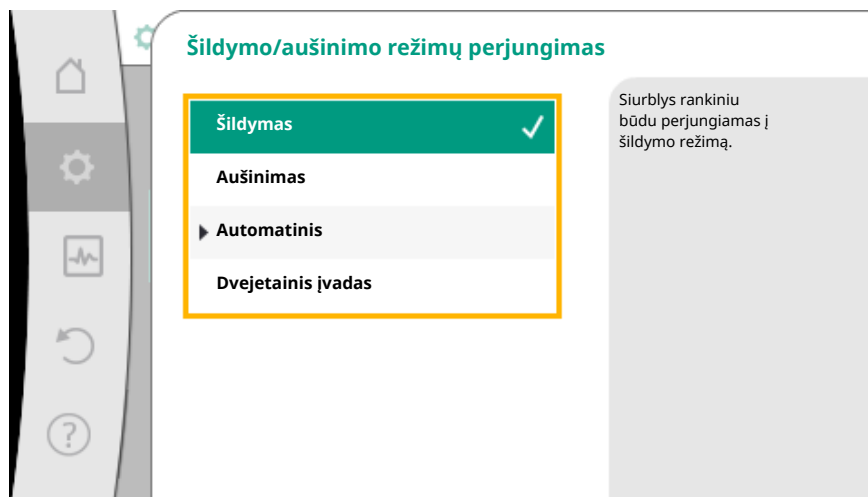 Šildymo/aušinimo režimų perjungimas
Šildymas
Aušinimas
Automatinis
Dvejetainis įvadas
Siurblys rankiniu
būdu perjungiamas į
šildymo režimą.
?